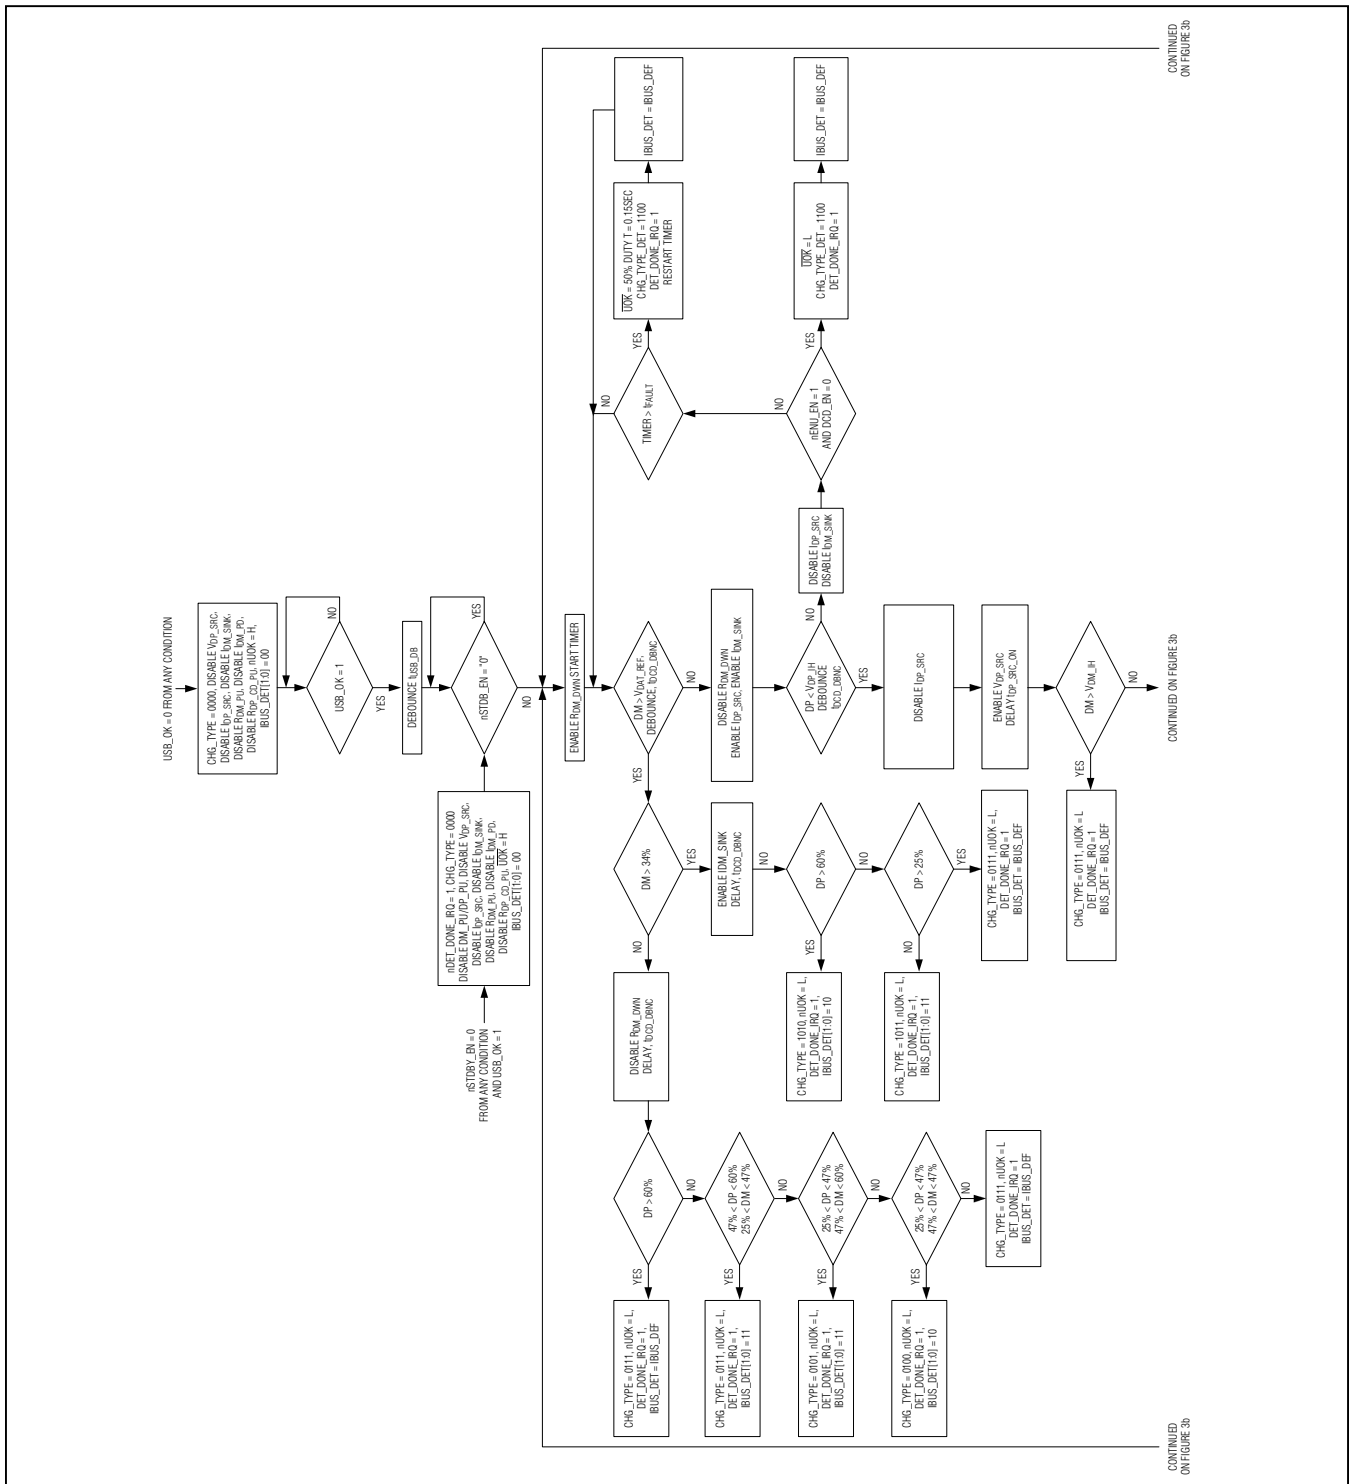 USB_OK = 0 FROM ANY CONDITION
CHG_TYPE = 0000, DISABLE VDP_SRC,
DISABLE IDP_SRC, DISABLE IDM_SINK,
DISABLE RDM_PU, DISABLE IDM_PD,
DISABLE RDP_CD_PU, nUOK = H,
IBUS_DET[1:0] = 00
USB_OK = 1
NO
YES
DEBOUNCE tUSB_DB
nSTDB_EN = "0"
YES
NO
nSTDBY_EN = 0
FROM ANY CONDITION
AND USB_OK = 1
nDET_DONE_IRQ = 1, CHG_TYPE = 0000
DISABLE DM_PU/DP_PU, DISABLE VDP_SRC,
DISABLE IDP_SRC, DISABLE IDM_SINK,
DISABLE RDM_PU, DISABLE IDM_PD,
DISABLE RDP_CD_PU, UOK = H
IBUS_DET[1:0] = 00
ENABLE RDM_DWN START TIMER
DM > VDAT_REF,
DEBOUNCE, tDCD_DBNC
YES
NO
DISABLE RDM_DWN
ENABLE IDP_SRC, ENABLE IDM_SINK
DP < VDP_IH
DEBOUNCE
tDCD_DBNC
NO
YES
DISABLE IDP_SRC
DISABLE IDM_SINK
nENU_EN = 1
AND DCD_EN = 0
NO
YES
UOK = L
CHG_TYPE_DET = 1100
DET_DONE_IRQ = 1
IBUS_DET = IBUS_DEF
TIMER > tFAULT
NO
YES
UOK = 50% DUTY T = 0.15SEC
CHG_TYPE_DET = 1100
DET_DONE_IRQ = 1
RESTART TIMER
IBUS_DET = IBUS_DEF
DISABLE IDP_SRC
ENABLE VDP_SRC
DELAY tDP_SRC_ON
DM > VDM_IH
YES
NO
CHG_TYPE = 0111, nUOK = L
DET_DONE_IRQ = 1
IBUS_DET = IBUS_DEF
CONTINUED ON FIGURE 3b
DM > 34%
YES
NO
ENABLE IDM_SINK
DELAY, tDCD_DBNC
NO
DP > 60%
YES
NO
CHG_TYPE = 1010, nUOK = L,
DET_DONE_IRQ = 1,
IBUS_DET[1:0] = 10
DP > 25%
YES
NO
CHG_TYPE = 0111, nUOK = L,
DET_DONE_IRQ = 1
IBUS_DET = IBUS_DEF
CHG_TYPE = 1011, nUOK = L,
DET_DONE_IRQ = 1,
IBUS_DET[1:0] = 11
DISABLE RDM_DWN
DELAY, tDCD_DBNC
DP > 60%
YES
NO
CHG_TYPE = 0111, nUOK = L,
DET_DONE_IRQ = 1,
IBUS_DET = IBUS_DEF
47% < DP < 60%
25% < DM < 47%
YES
NO
CHG_TYPE = 0111, nUOK = L,
DET_DONE_IRQ = 1,
IBUS_DET[1:0] = 11
25% < DP < 47%
47% < DM < 60%
YES
NO
CHG_TYPE = 0101, nUOK = L,
DET_DONE_IRQ = 1,
IBUS_DET[1:0] = 11
25% < DP < 47%
47% < DM < 47%
YES
NO
CHG_TYPE = 0100, nUOK = L,
DET_DONE_IRQ = 1,
IBUS_DET[1:0] = 10
CHG_TYPE = 0111, nUOK = L
DET_DONE_IRQ = 1
IBUS_DET = IBUS_DEF
CONTINUED
ON FIGURE 3b
CONTINUED
ON FIGURE 3b